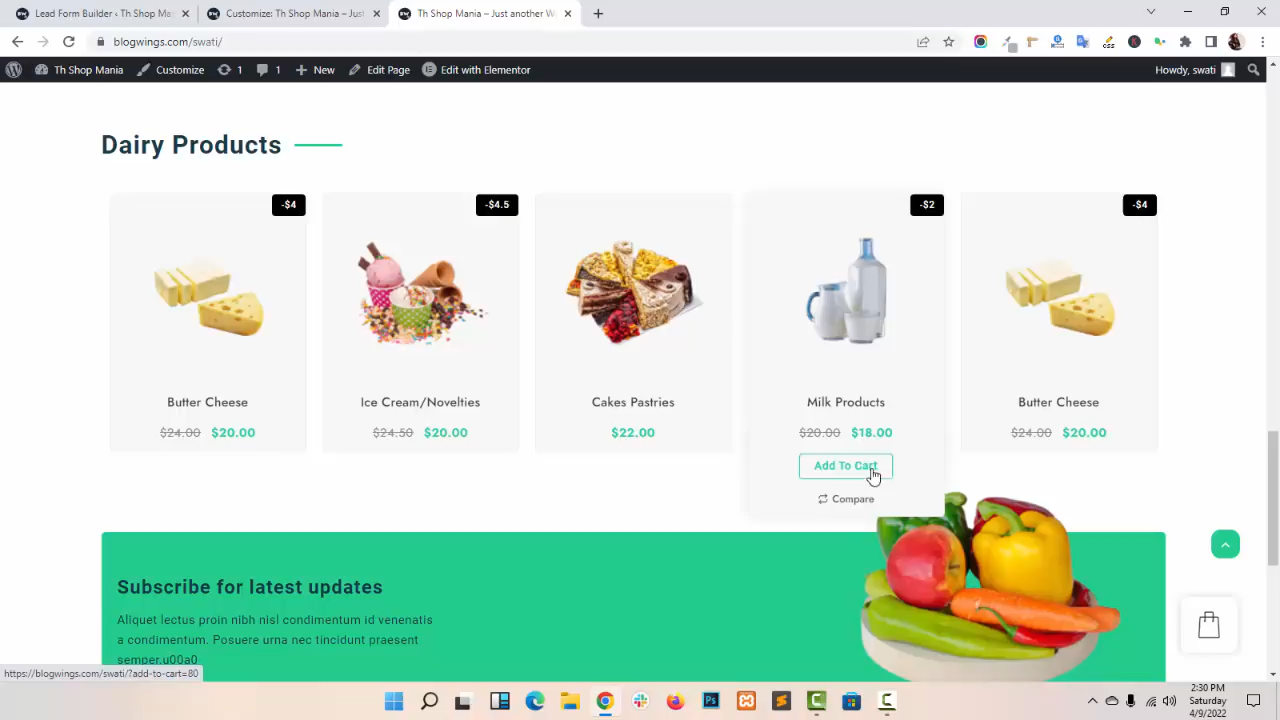 Lead Form Builder ‹ Th Shop Ma
Customize: Th Shop Mania – Just
Th Shop Mania – Just another W
blogwings.com/swati/
Th Shop Mania
Customize
1
1
New
Edit Page
Edit with Elementor
Howdy, swati
Dairy Products
-$4
-$4.5
-$2
-$4
Butter Cheese
Ice Cream/Novelties
Cakes Pastries
Milk Products
Butter Cheese
$24.00 $20.00
$24.50 $20.00
$22.00
$20.00 $18.00
$24.00 $20.00
Add To Cart
Compare
Subscribe for latest updates
Aliquet lectus proin nibh nisl condimentum id venenatis
a condimentum. Posuere urna nec tincidunt praesent
semper.u00a0
https://blogwings.com/swati/?add-to-cart=80
2:30 PM
Saturday
4/9/2022